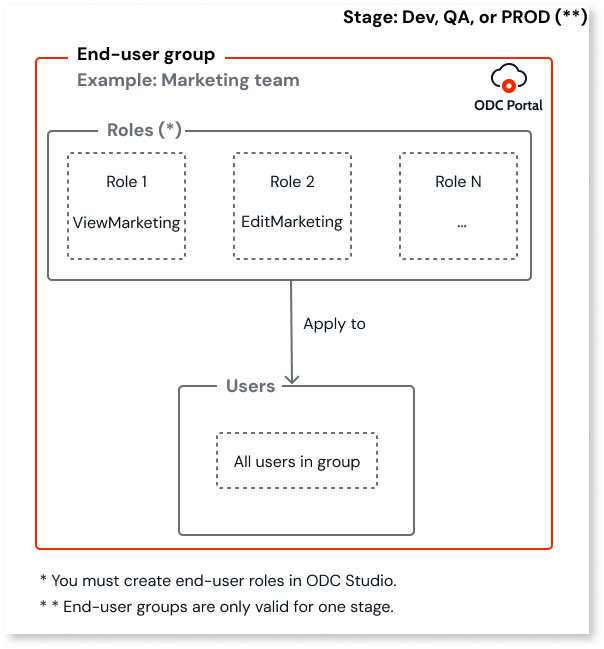 Stage: Dev, QA, or PROD (**)
End-user group
Example: Marketing team
ODC Portal
Roles (*)
Role 1
ViewMarketing
Role 2
EditMarketing
Role N
...
Apply to
Users
All users in group
* You must create end-user roles in ODC Studio.
* * End-user groups are only valid for one stage.